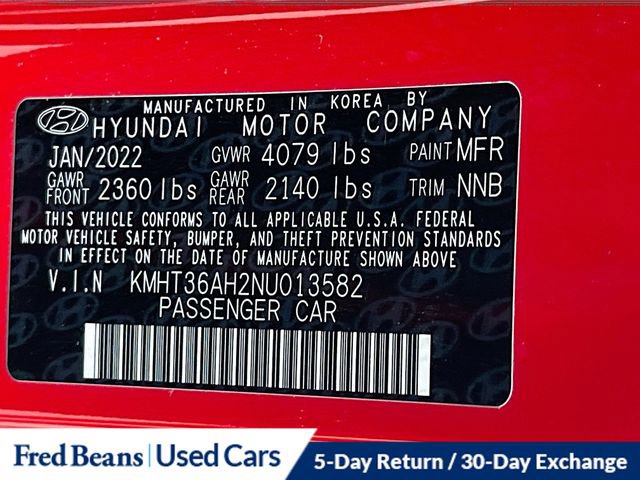 MANUFACTURED IN KOREA BY
HYUNDAI MOTOR COMPANY
JAN/2022 GVWR 4079 lbs PAINT MFR
GAWR FRONT 2360 lbs GAWR REAR 2140 lbs TRIM NNB
THIS VEHICLE CONFORMS TO ALL APPLICABLE U.S.A. FEDERAL
MOTOR VEHICLE SAFETY, BUMPER, AND THEFT PREVENTION STANDARDS
IN EFFECT ON THE DATE OF MANUFACTURE SHOWN ABOVE.
V.I.N KMHT36AH2NU013582
PASSENGER CAR
Fred Beans | Used Cars 5-Day Return / 30-Day Exchange